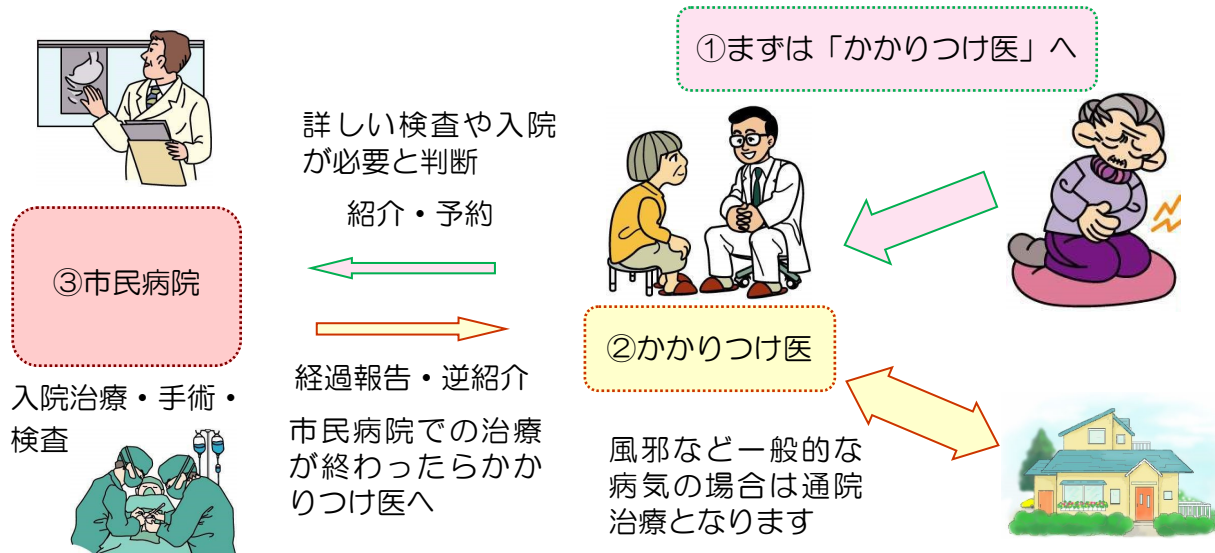 ①まずは「かかりつけ医」へ
詳しい検査や入院
が必要と判断
紹介・予約
③市民病院
②かかりつけ医
経過報告・逆紹介
入院治療・手術・
検査
市民病院での治療
が終わったらかか
りつけ医へ
風邪など一般的な
病気の場合は通院
治療となります